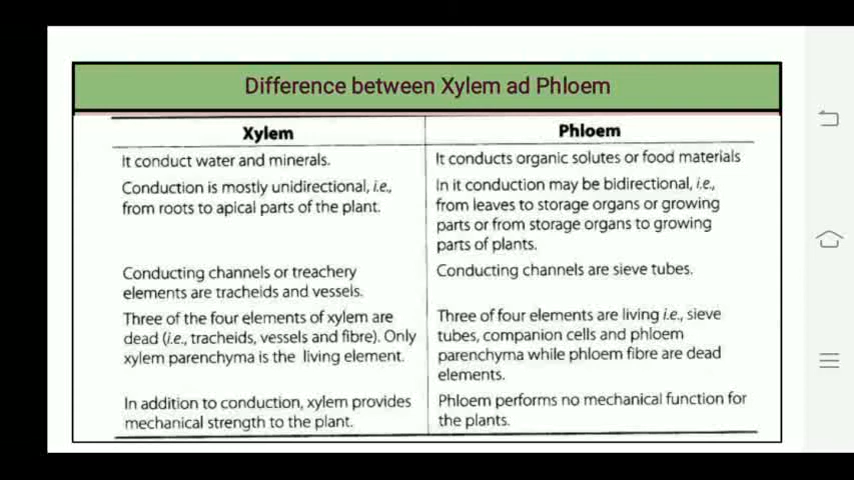 Difference between Xylem ad Phloem
Xylem
Phloem
It conduct water and minerals.
It conducts organic solutes or food materials
Conduction is mostly unidirectional, i.e.,
from roots to apical parts of the plant.
In it conduction may be bidirectional, i.e.,
from leaves to storage organs or growing
parts or from storage organs to growing
parts of plants.
Conducting channels or treachery
elements are tracheids and vessels.
Conducting channels are sieve tubes.
Three of the four elements of xylem are
dead (i.e., tracheids, vessels and fibre). Only
xylem parenchyma is the living element.
Three of four elements are living i.e., sieve
tubes, companion cells and phloem
parenchyma while phloem fibre are dead
elements.
In addition to conduction, xylem provides
mechanical strength to the plant.
Phloem performs no mechanical function for
the plants.